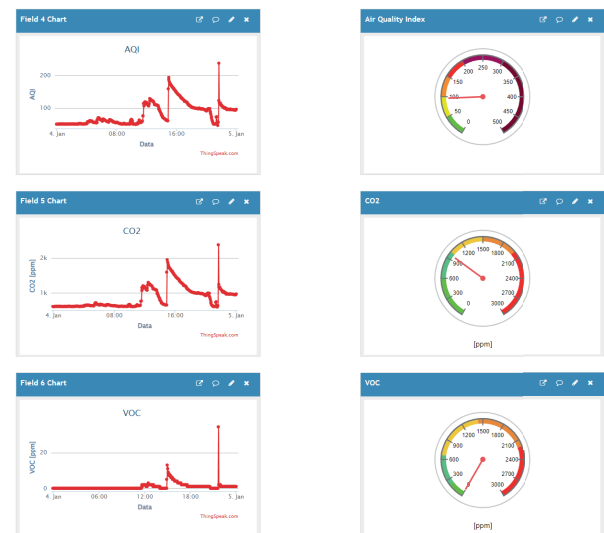 Field 4 Chart
AQI
200
100
AQI
4. Jan
08:00
16:00
5. Jan
Data
ThingSpeak.com
Air Quality Index
0
50
100
150
200
250
300
350
400
450
500
Field 5 Chart
CO2
2k
1k
CO2 [ppm]
4. Jan
08:00
16:00
5. Jan
Data
ThingSpeak.com
CO2
0
300
600
900
1200
1500
1800
2100
2400
2700
3000
[ppm]
Field 6 Chart
VOC
20
0
VOC [ppm]
4. Jan
06:00
12:00
18:00
5. Jan
Data
ThingSpeak.com
VOC
0
300
600
900
1200
1500
1800
2100
2400
2700
3000
[ppm]